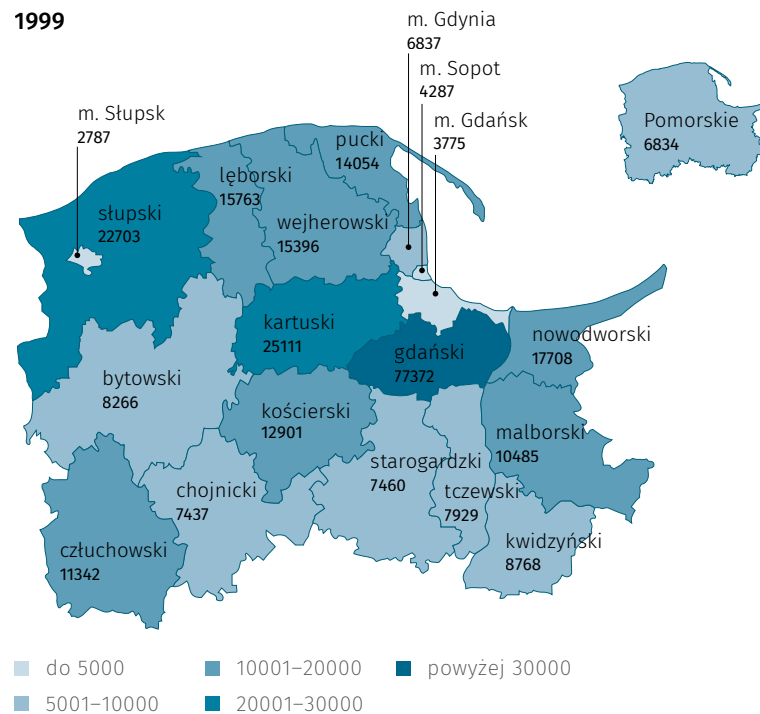 1999
m. Gdynia
6837
m. Sopot
4287
m. Gdańsk
3775
m. Słupsk
2787
Pomorskie
6834
pucki
14054
lęborski
15763
słupski
22703
wejherowski
15396
kartuski
25111
gdański
77372
nowodworski
17708
bytowski
8266
kościerski
12901
malborski
10485
starogardzki
7460
tczewski
7929
chojnicki
7437
kwidzyński
8768
człuchowski
11342
do 5000
10001–20000
powyżej 30000
5001–10000
20001–30000